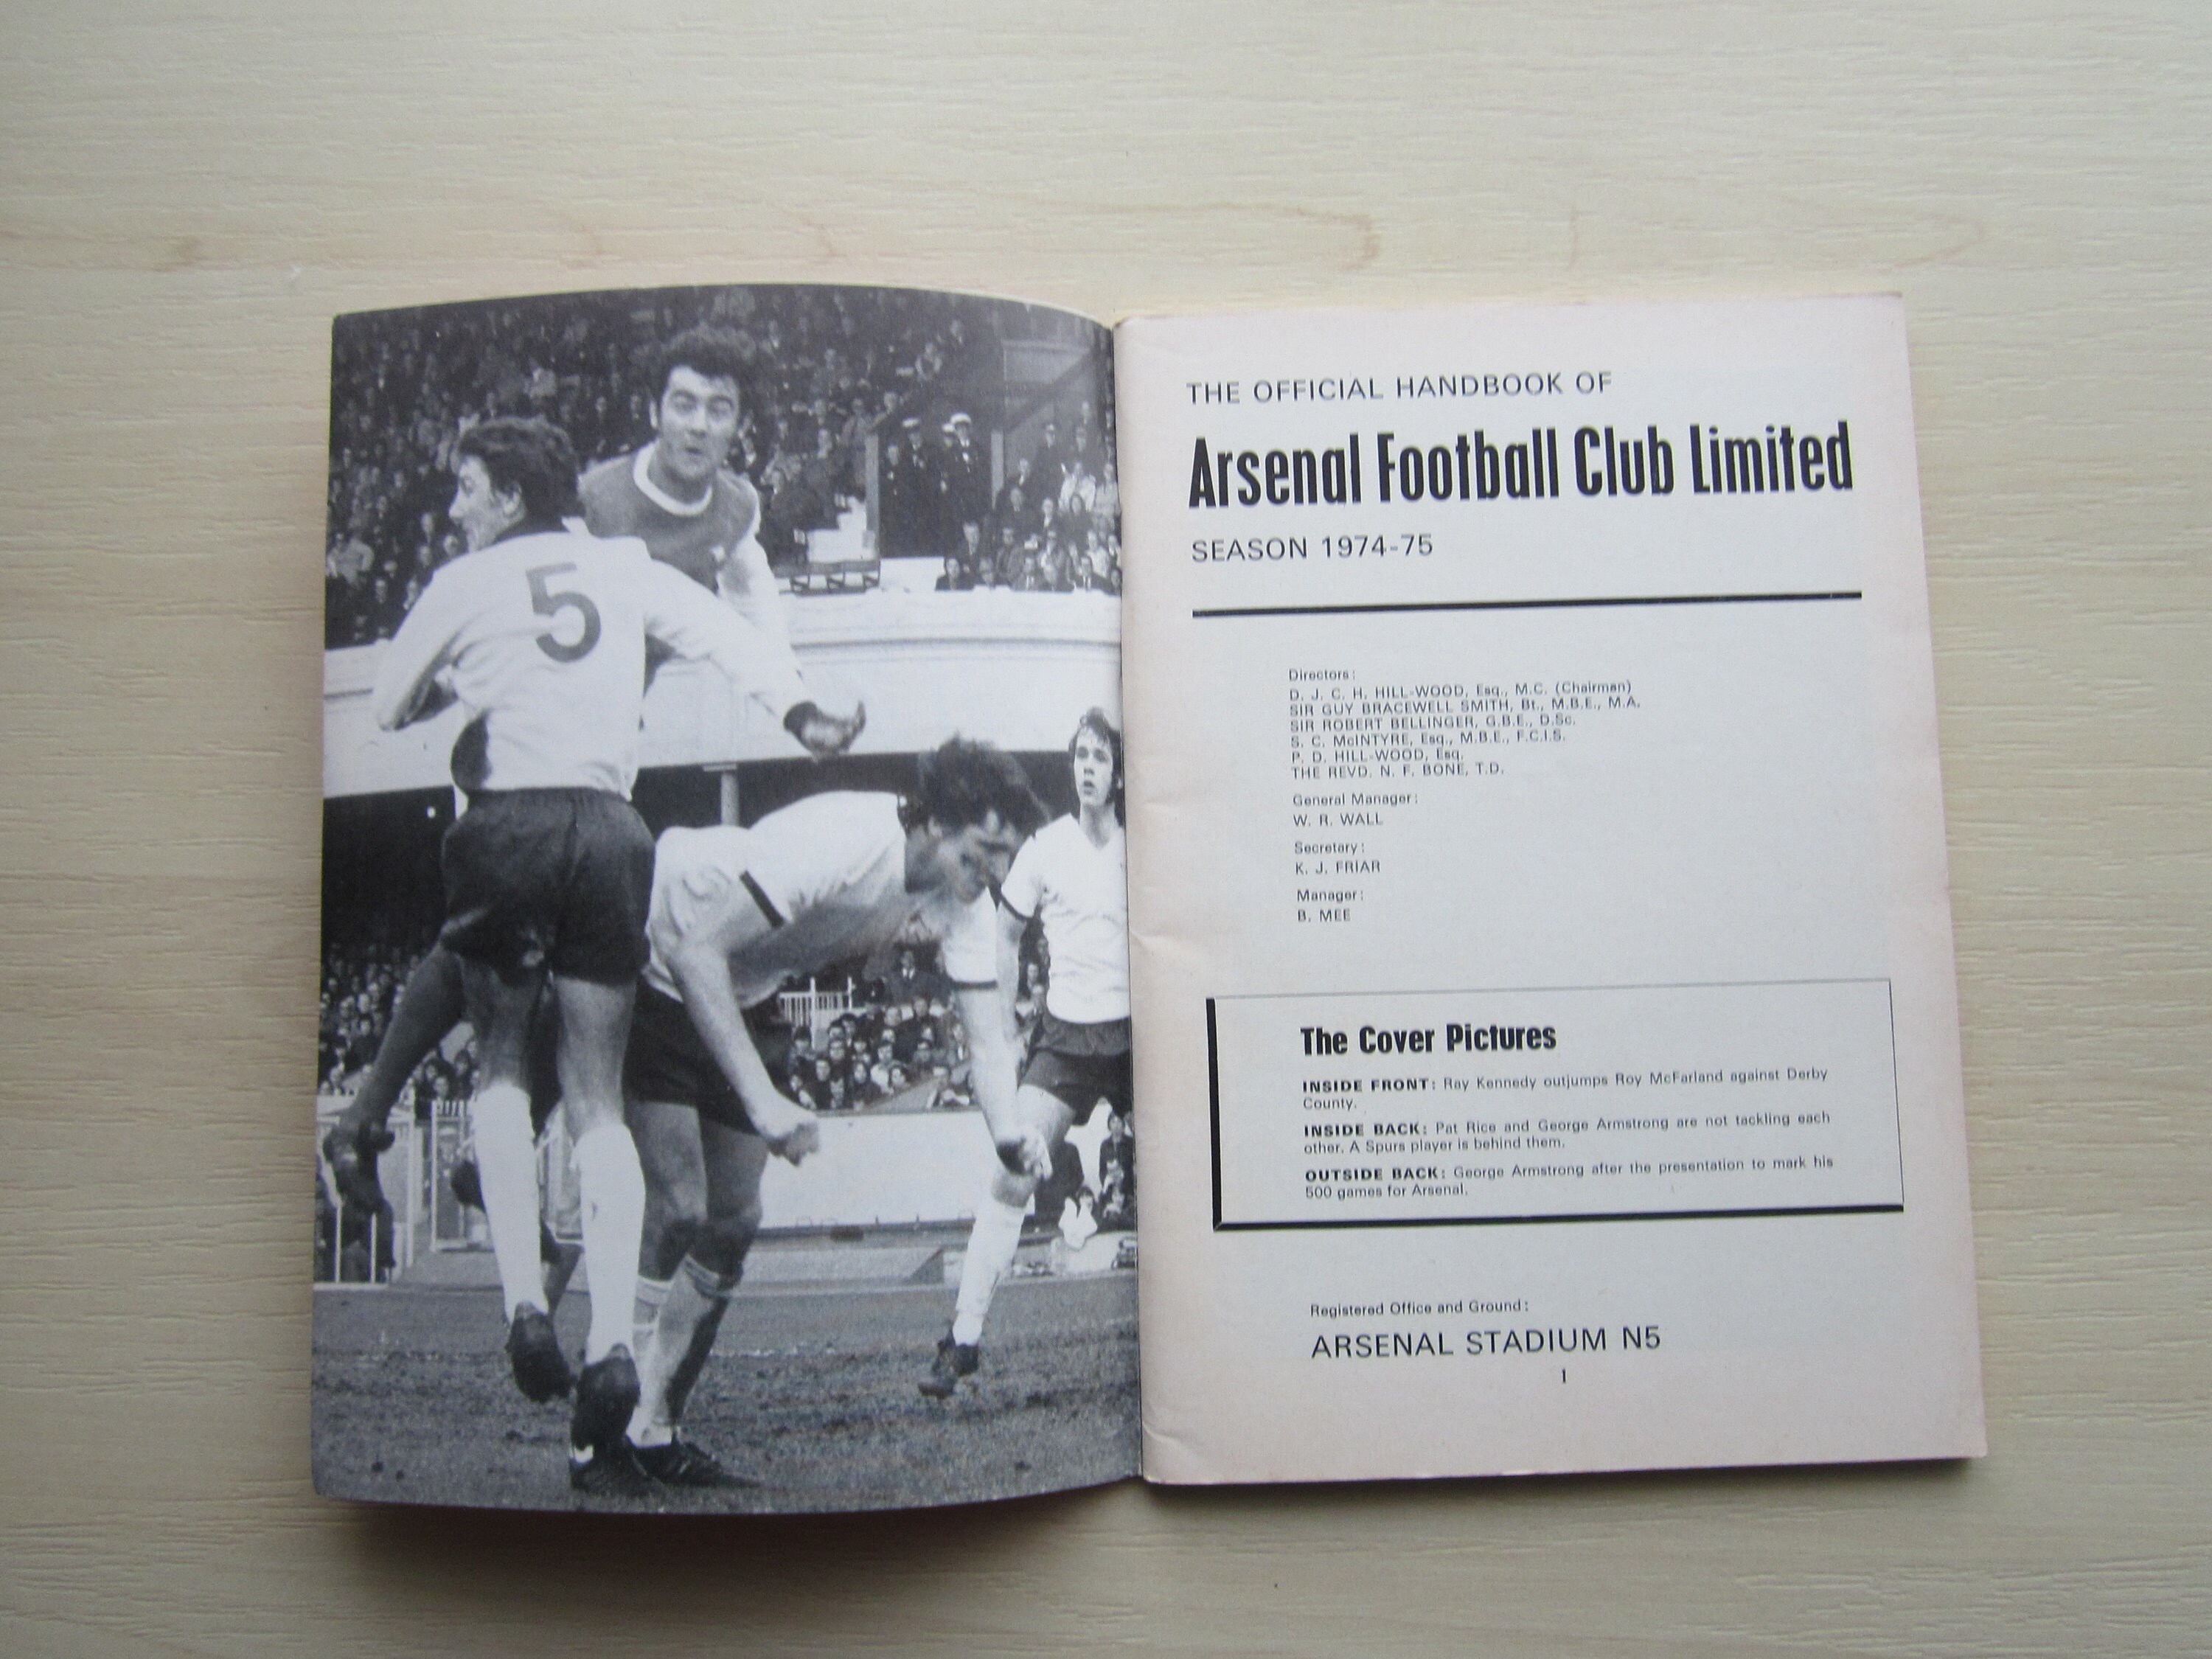 5
THE OFFICIAL HANDBOOK OF
Arsenal Football Club Limited
SEASON 1974-75
Directors:
D. J. C. H. HILL-WOOD, Esq., M.C. (Chairman)
SIR GUY BRACEWELL SMITH, Bt., M.B.E., M.A.
SIR ROBERT BELLINGER, G.B.E., D.Sc.
S. C. McINTYRE, Esq., M.B.E., F.C.I.S.
P. D. HILL-WOOD, Esq.
THE REVD. N. F. BONE, T.D.
General Manager:
W. R. WALL
Secretary:
K. J. FRIAR
Manager:
B. MEE
The Cover Pictures
INSIDE FRONT: Ray Kennedy outjumps Roy McFarland against Derby
County.
INSIDE BACK: Pat Rice and George Armstrong are not tackling each
other. A Spurs player is behind them.
OUTSIDE BACK: George Armstrong after the presentation to mark his
500 games for Arsenal.
Registered Office and Ground:
ARSENAL STADIUM N5
1